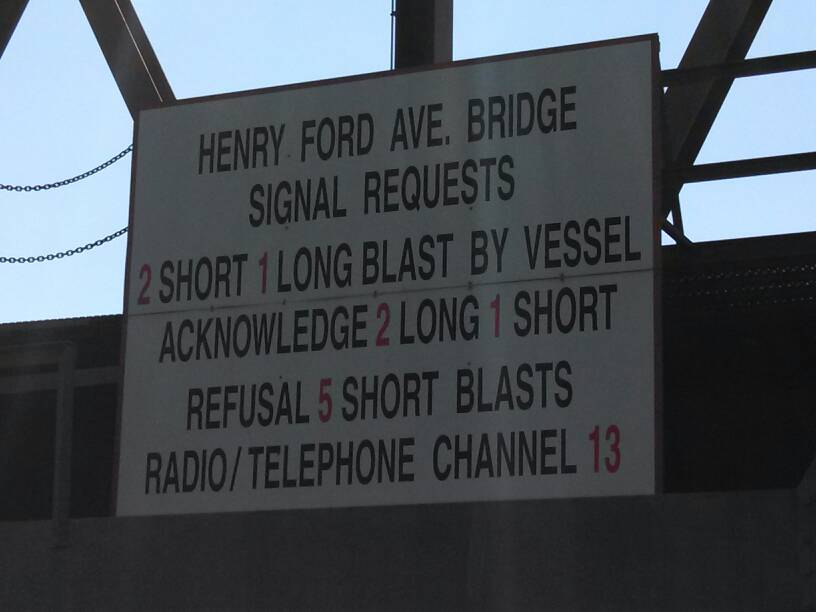 HENRY FORD AVE. BRIDGE
SIGNAL REQUESTS
2 SHORT 1 LONG BLAST BY VESSEL
ACKNOWLEDGE 2 LONG 1 SHORT
REFUSAL 5 SHORT BLASTS
RADIO/TELEPHONE CHANNEL 13